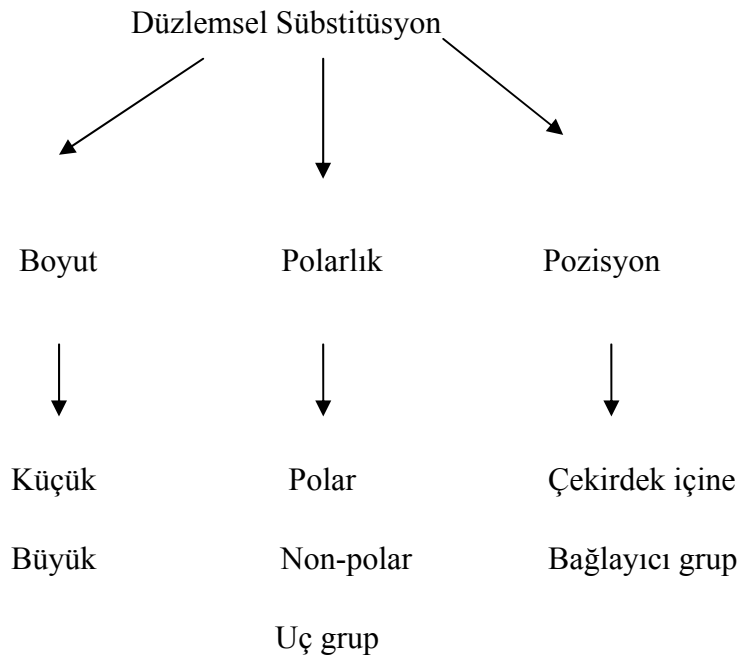 Düzlemsel Sübstitüsyon
Boyut Polarlık Pozisyon
Küçük Polar Çekirdek içine
Büyük Non-polar Bağlayıcı grup
Uç grup